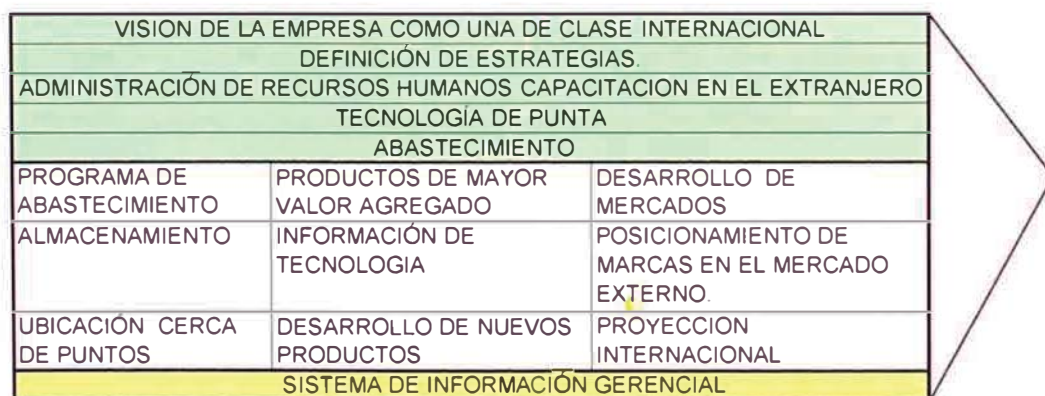 VISION DE LA EMPRESA COMO UNA DE CLASE INTERNACIONAL
DEFINICIÓN DE ESTRATEGIAS.
ADMINISTRACIÓN DE RECURSOS HUMANOS CAPACITACION EN EL EXTRANJERO
TECNOLOGÍA DE PUNTA
ABASTECIMIENTO
PROGRAMA DE
ABASTECIMIENTO
PRODUCTOS DE MAYOR
VALOR AGREGADO
DESARROLLO DE
MERCADOS
ALMACENAMIENTO
INFORMACIÓN DE
TECNOLOGIA
POSICIONAMIENTO DE
MARCAS EN EL MERCADO
EXTERNO.
UBICACIÓN CERCA
DE PUNTOS
DESARROLLO DE NUEVOS
PRODUCTOS
PROYECCION
INTERNACIONAL
SISTEMA DE INFORMACIÓN GERENCIAL